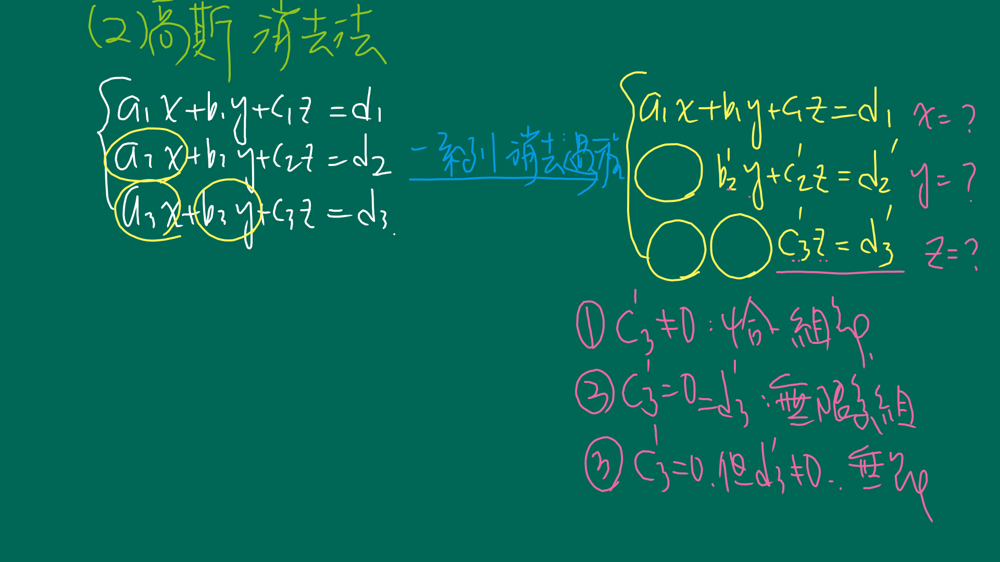 (2) 高斯消去法
a₁x+b₁y+c₁z=d₁
a₂x+b₂y+c₂z=d₂
a₃x+b₃y+c₃z=d₃
一系列消去過程
a₁x+b₁y+c₁z=d₁ x=?
b₂'y+c₂'z=d₂' y=?
c₃'z=d₃' z=?
① c₃'≠0:恰一組解
② c₃'=0=d₃':無限多組
③ c₃'=0,但d₃'≠0:無解